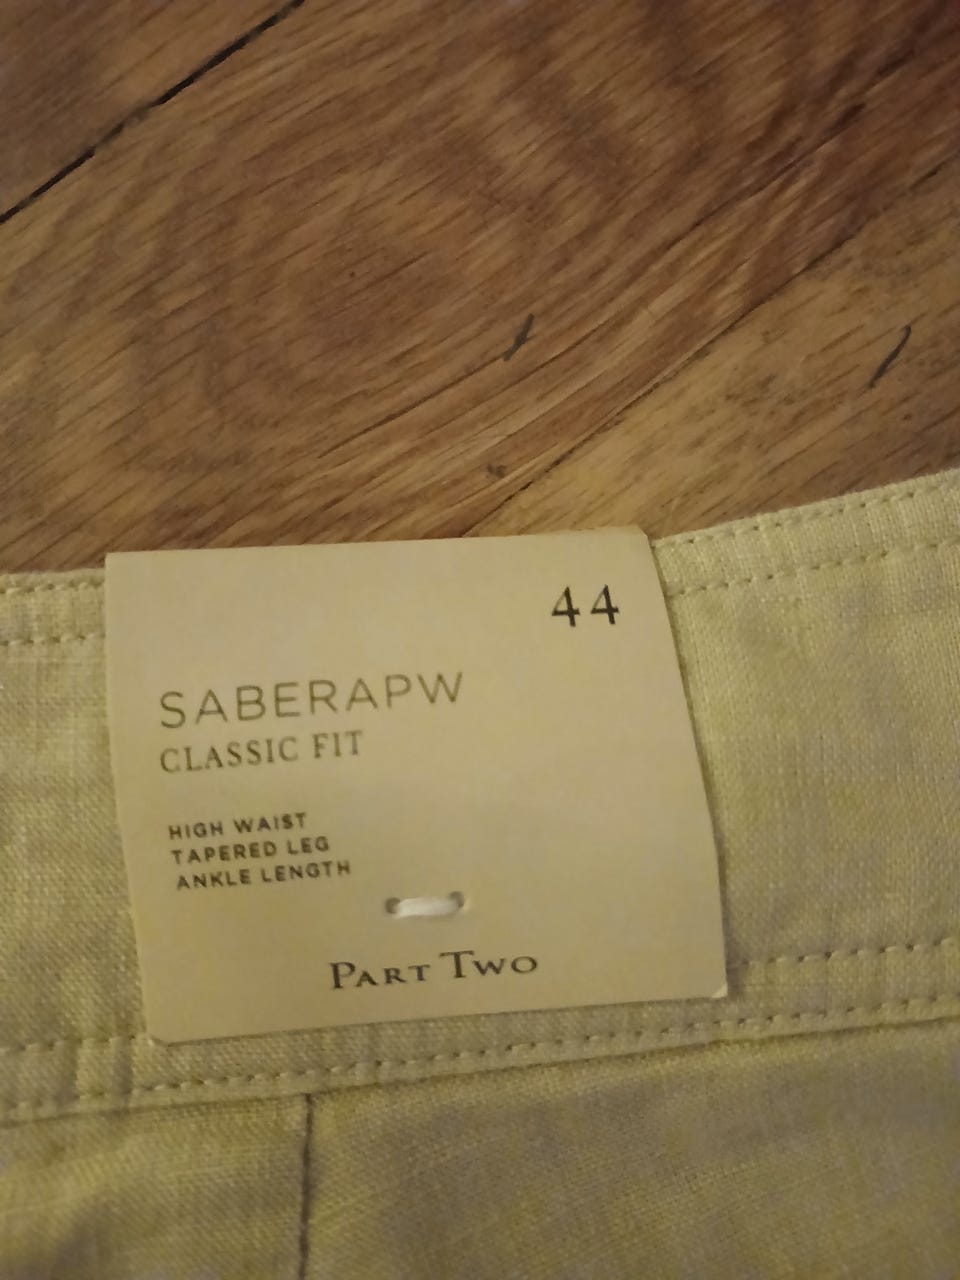 44
SABERAPW
CLASSIC FIT
HIGH WAIST
TAPERED LEG
ANKLE LENGTH
PART TWO